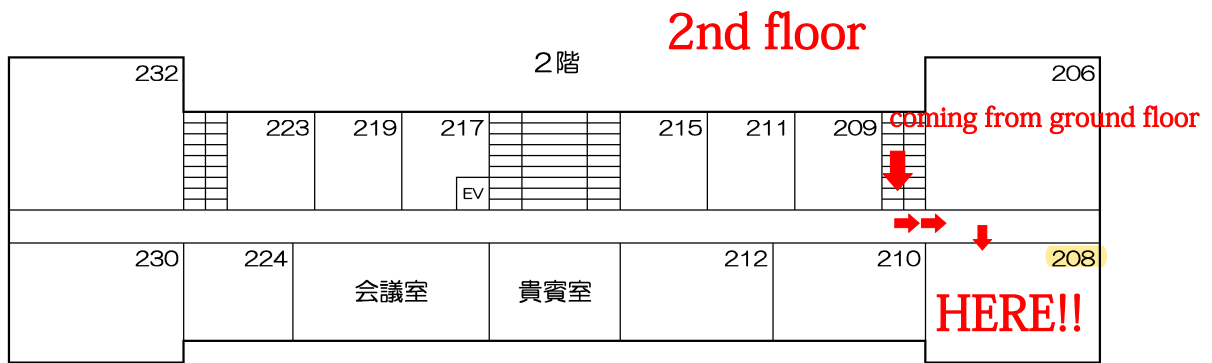 2nd floor
2階
232
206
223
219
217
215
211
209
coming from ground floor
EV
230
224
会議室
貴賓室
212
210
208
HERE!!